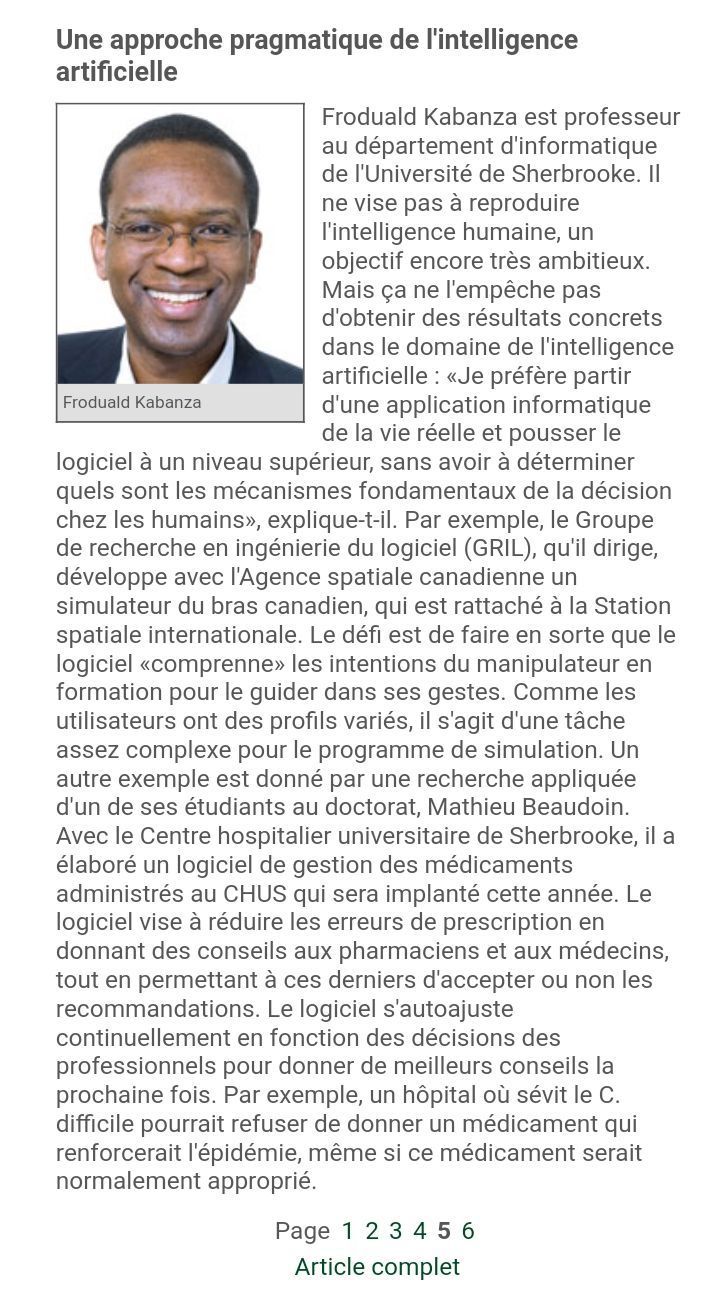 Une approche pragmatique de l'intelligence
artificielle
Froduald Kabanza est professeur
au département d'informatique
de l'Université de Sherbrooke. Il
ne vise pas à reproduire
l'intelligence humaine, un
objectif encore très ambitieux.
Mais ça ne l'empêche pas
d'obtenir des résultats concrets
dans le domaine de l'intelligence
artificielle : «Je préfère partir
d'une application informatique
de la vie réelle et pousser le
Froduald Kabanza
logiciel à un niveau supérieur, sans avoir à déterminer
quels sont les mécanismes fondamentaux de la décision
chez les humains», explique-t-il. Par exemple, le Groupe
de recherche en ingénierie du logiciel (GRIL), qu'il dirige,
développe avec l'Agence spatiale canadienne un
simulateur du bras canadien, qui est rattaché à la Station
spatiale internationale. Le défi est de faire en sorte que le
logiciel «comprenne» les intentions du manipulateur en
formation pour le guider dans ses gestes. Comme les
utilisateurs ont des profils variés, il s'agit d'une tâche
assez complexe pour le programme de simulation. Un
autre exemple est donné par une recherche appliquée
d'un de ses étudiants au doctorat, Mathieu Beaudoin.
Avec le Centre hospitalier universitaire de Sherbrooke, il a
élaboré un logiciel de gestion des médicaments
administrés au CHUS qui sera implanté cette année. Le
logiciel vise à réduire les erreurs de prescription en
donnant des conseils aux pharmaciens et aux médecins,
tout en permettant à ces derniers d'accepter ou non les
recommandations. Le logiciel s'autoajuste
continuellement en fonction des décisions des
professionnels pour donner de meilleurs conseils la
prochaine fois. Par exemple, un hôpital où sévit le C.
difficile pourrait refuser de donner un médicament qui
renforcerait l'épidémie, même si ce médicament serait
normalement approprié.
Page 1 2 3 4 5 6
Article complet